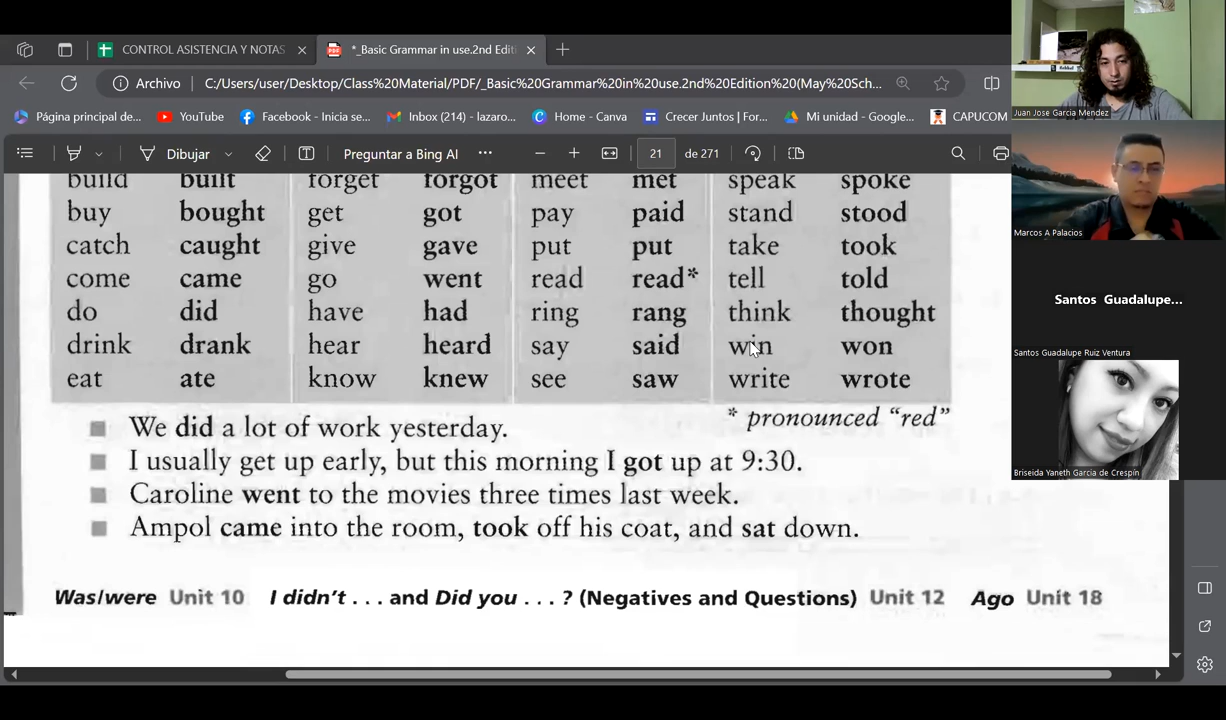 CONTROL ASISTENCIA Y NOTAS
*_Basic Grammar in use.2nd Editi
Archivo C:/Users/user/Desktop/Class%20Material/PDF/_Basic%20Grammar%20in%20use.2nd%20Edition%20(May%20Sch...
Página principal de... YouTube Facebook - Inicia se... Inbox (214) - lazaro... Home - Canva Crecer Juntos | For... Mi unidad - Google... CAPUCOM
Dibujar Preguntar a Bing AI 21 de 271
build built forget forgot meet met speak spoke
buy bought get got pay paid stand stood
catch caught give gave put put take took
come came go went read read* tell told
do did have had ring rang think thought
drink drank hear heard say said win won
eat ate know knew see saw write wrote
* pronounced “red”
We did a lot of work yesterday.
I usually get up early, but this morning I got up at 9:30.
Caroline went to the movies three times last week.
Ampol came into the room, took off his coat, and sat down.
Was/were Unit 10 I didn't . . . and Did you . . . ? (Negatives and Questions) Unit 12 Ago Unit 18
Juan Jose Garcia Mendez
Marcos A Palacios
Santos Guadalupe...
Santos Guadalupe Ruiz Ventura
Briseida Yaneth Garcia de Crespin